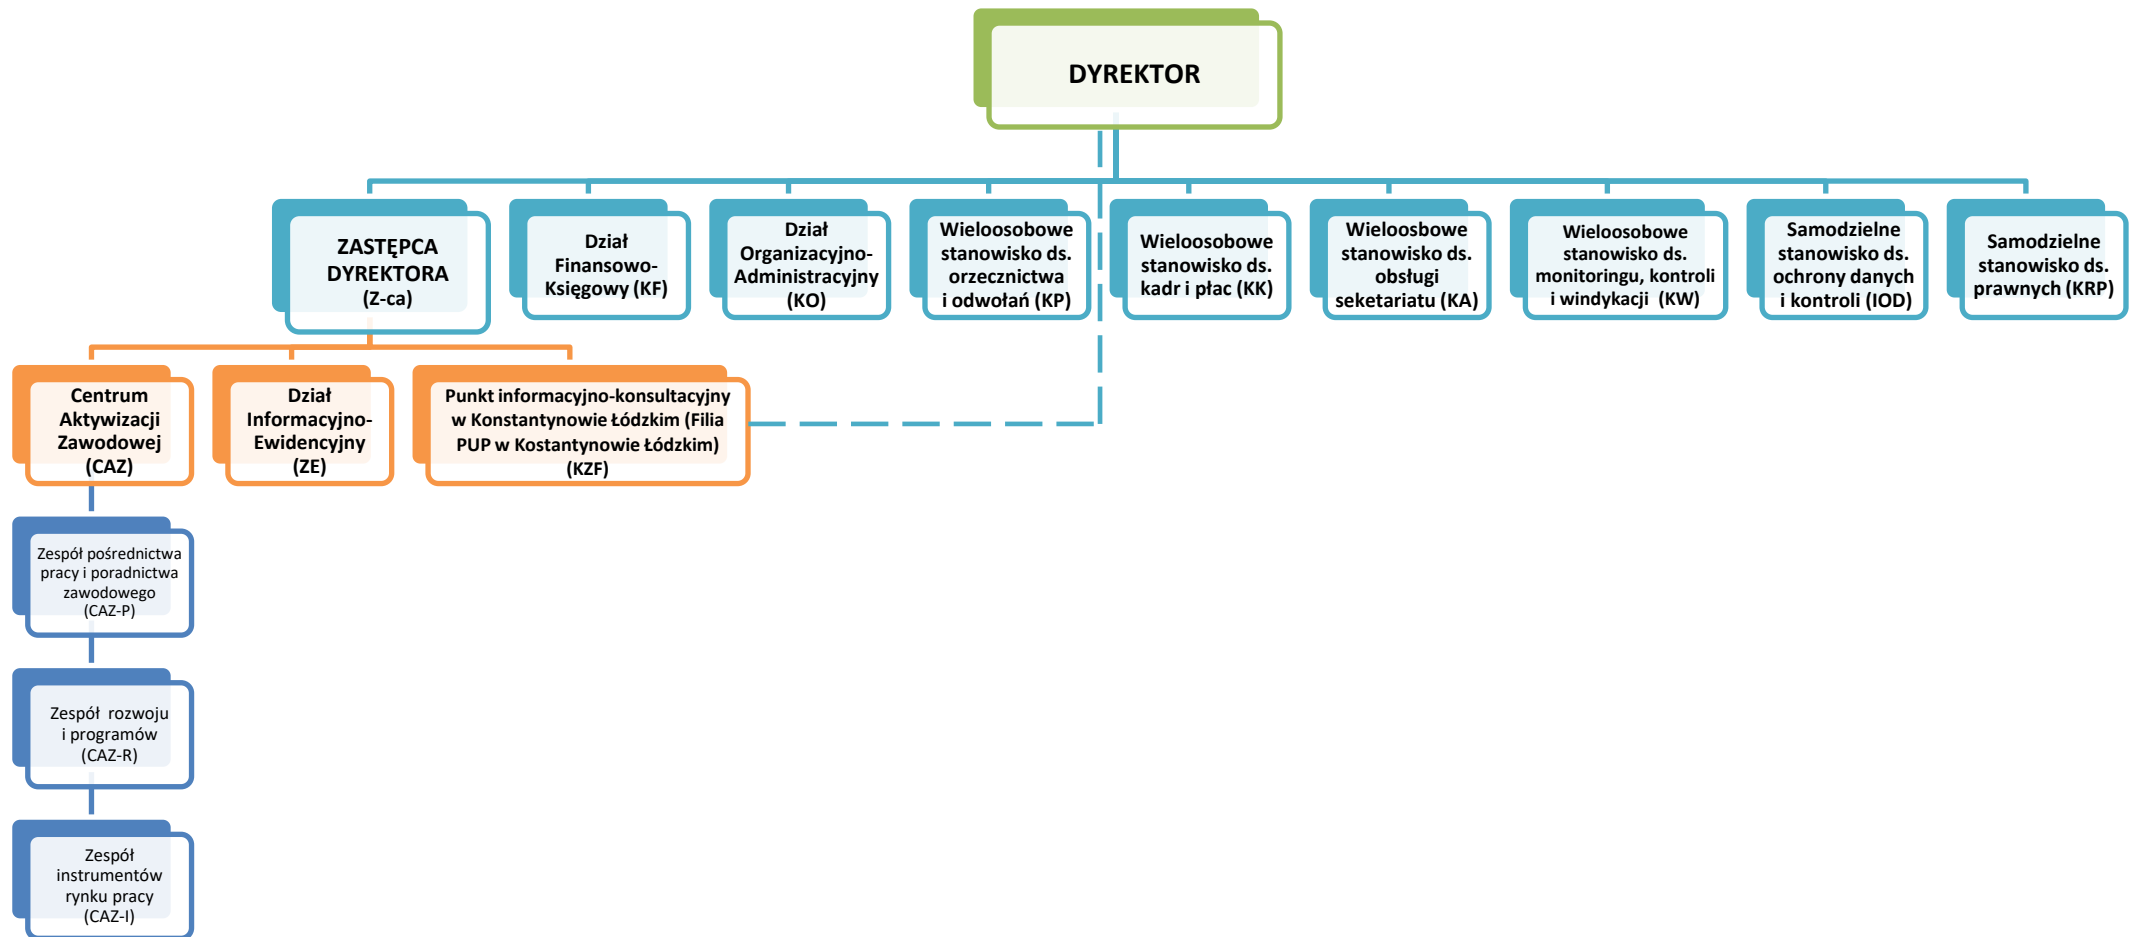 DYREKTOR
ZASTĘPCA
DYREKTORA
(Z-ca)
Dział
Finansowo-
Księgowy (KF)
Dział
Organizacyjno-
Administracyjny
(KO)
Wieloosobowe
stanowisko ds.
orzecznictwa
i odwołań (KP)
Wieloosobowe
stanowisko ds.
kadr i płac (KK)
Wieloosbowe
stanowisko ds.
obsługi
seketariatu (KA)
Wieloosobowe
stanowisko ds.
monitoringu, kontroli
i windykacji (KW)
Samodzielne
stanowisko ds.
ochrony danych
i kontroli (IOD)
Samodzielne
stanowisko ds.
prawnych (KRP)
Centrum
Aktywizacji
Zawodowej
(CAZ)
Dział
Informacyjno-
Ewidencyjny
(ZE)
Punkt informacyjno-konsultacyjny
w Konstantynowie Łódzkim (Filia
PUP w Kostantynowie Łódzkim)
(KZF)
Zespół pośrednictwa
pracy i poradnictwa
zawodowego
(CAZ-P)
Zespół rozwoju
i programów
(CAZ-R)
Zespół
instrumentów
rynku pracy
(CAZ-I)